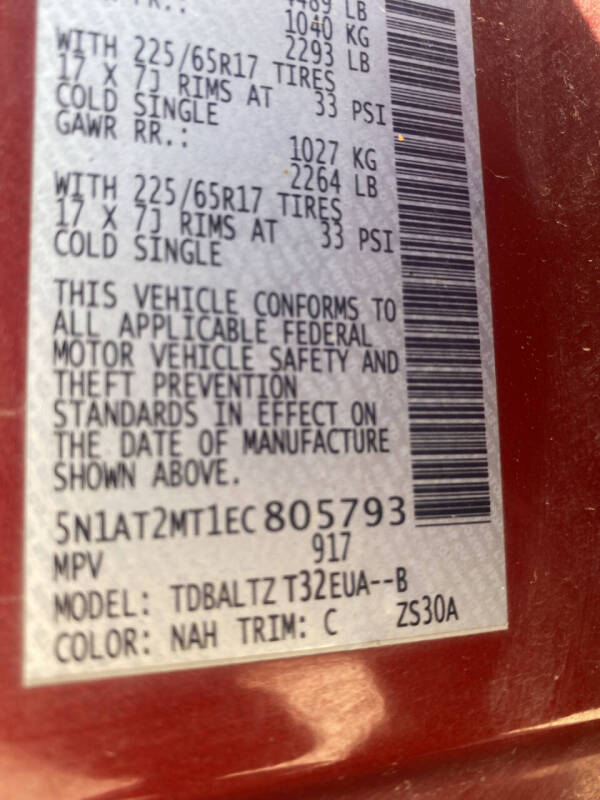 1040 KG
2293 LB
WITH 225/65R17 TIRES
17 X 7J RIMS AT 33 PSI
COLD SINGLE
GAWR RR.:
1027 KG
2264 LB
WITH 225/65R17 TIRES
17 X 7J RIMS AT 33 PSI
COLD SINGLE
THIS VEHICLE CONFORMS TO
ALL APPLICABLE FEDERAL
MOTOR VEHICLE SAFETY AND
THEFT PREVENTION
STANDARDS IN EFFECT ON
THE DATE OF MANUFACTURE
SHOWN ABOVE.
5N1AT2MT1EC805793
MPV 917
MODEL: TDBALTZ T32EUA--B
COLOR: NAH TRIM: C ZS30A